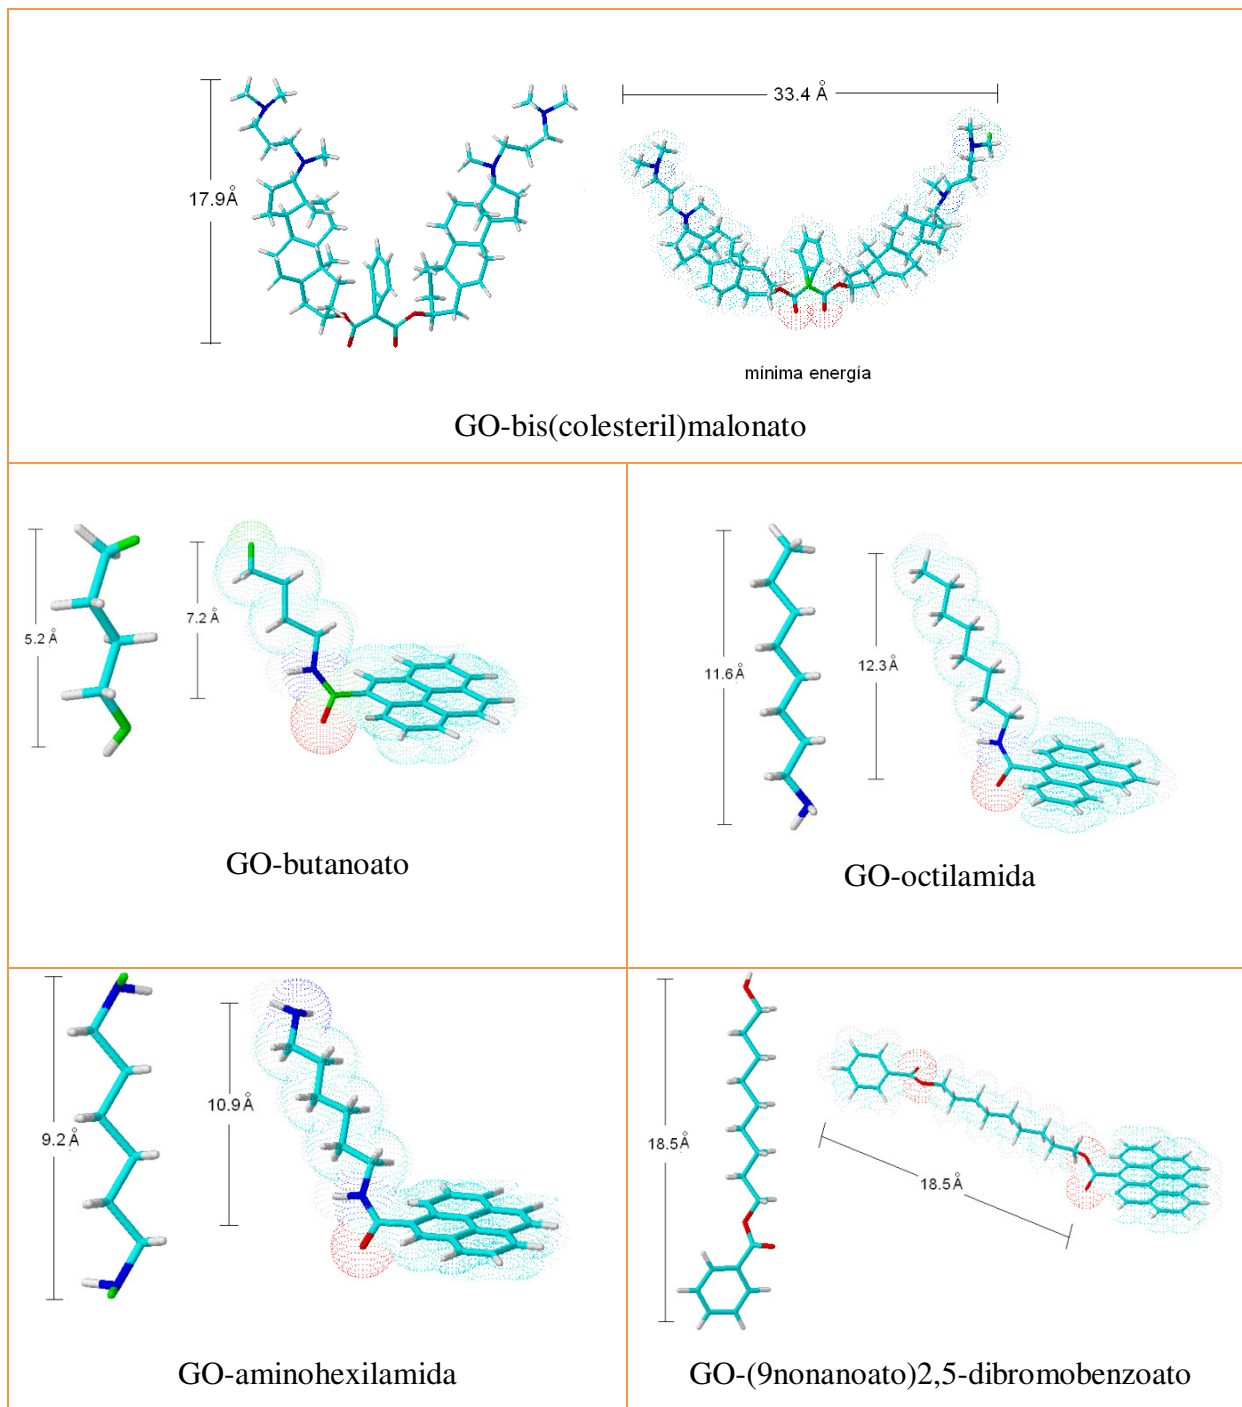 33.4 Å
17.9Å
mínima energía
GO-bis(colesteril)malonato
5.2 Å
7.2 Å
GO-butanoato
11.6Å
12.3Å
GO-octilamida
9.2 Å
10.9Å
GO-aminohexilamida
18.5Å
18.5Å
GO-(9nonanoato)2,5-dibromobenzoato